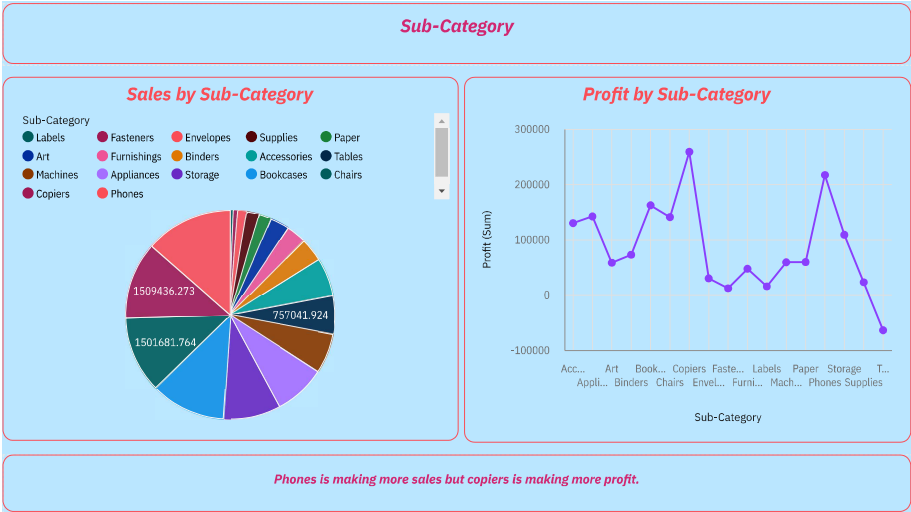 Sub-Category
Sales by Sub-Category
Sub-Category
Labels Fasteners Envelopes Supplies Paper
Art Furnishings Binders Accessories Tables
Machines Appliances Storage Bookcases Chairs
Copiers Phones
1509436.273
757041.924
1501681.764
Profit by Sub-Category
300000
200000
100000
0
-100000
Profit (Sum)
Acc... Art Book... Copiers Faste... Labels Paper Storage T...
Appli... Binders Chairs Envel... Furni... Mach... Phones Supplies
Sub-Category
Phones is making more sales but copiers is making more profit.